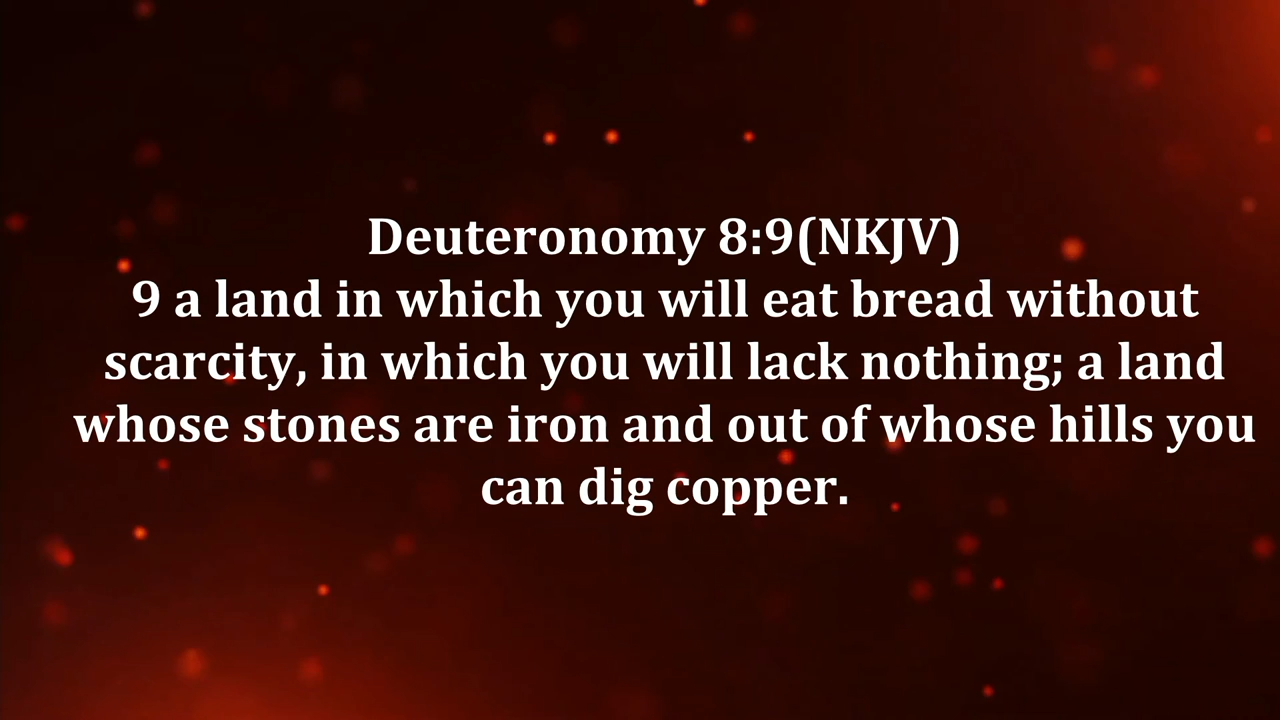 Deuteronomy 8:9(NKJV)
9 a land in which you will eat bread without
scarcity, in which you will lack nothing; a land
whose stones are iron and out of whose hills you
can dig copper.